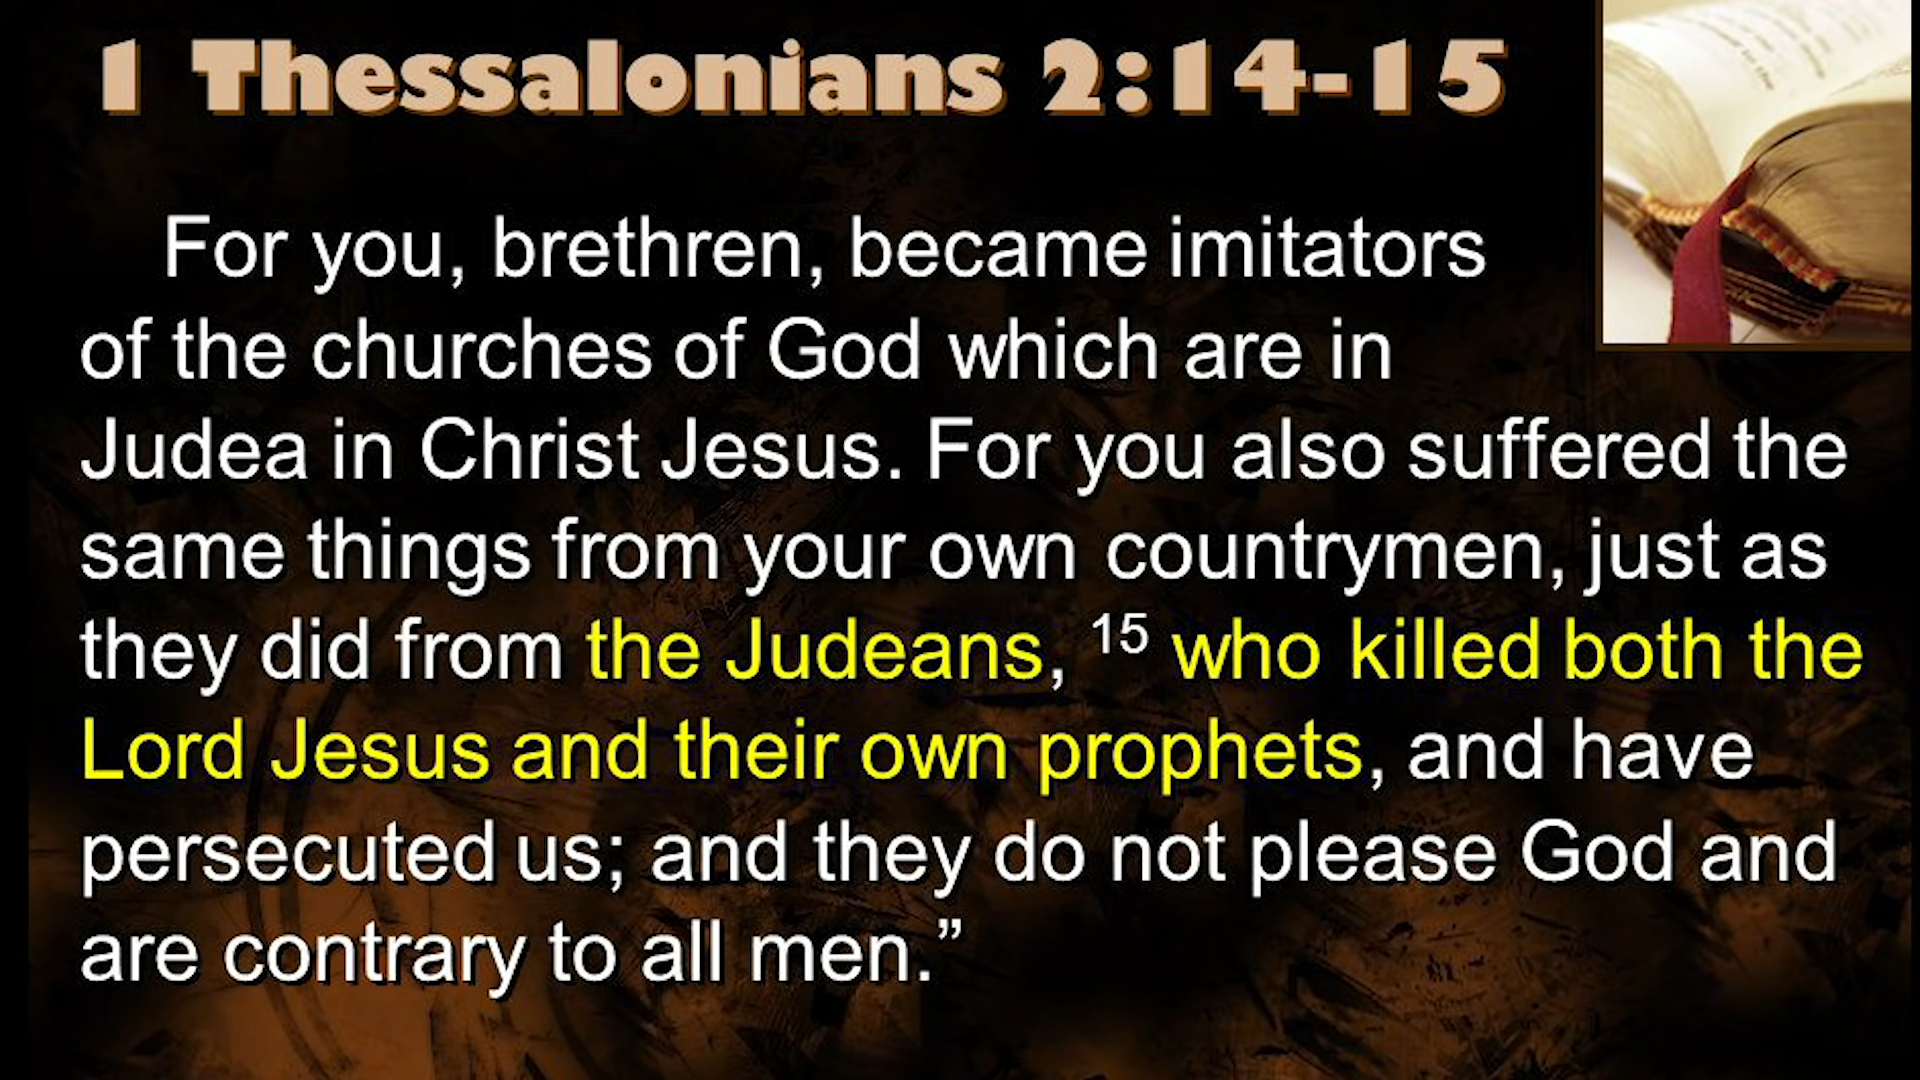 1 Thessalonians 2:14-15
For you, brethren, became imitators
of the churches of God which are in
Judea in Christ Jesus. For you also suffered the
same things from your own countrymen, just as
they did from the Judeans, 15 who killed both the
Lord Jesus and their own prophets, and have
persecuted us; and they do not please God and
are contrary to all men.”